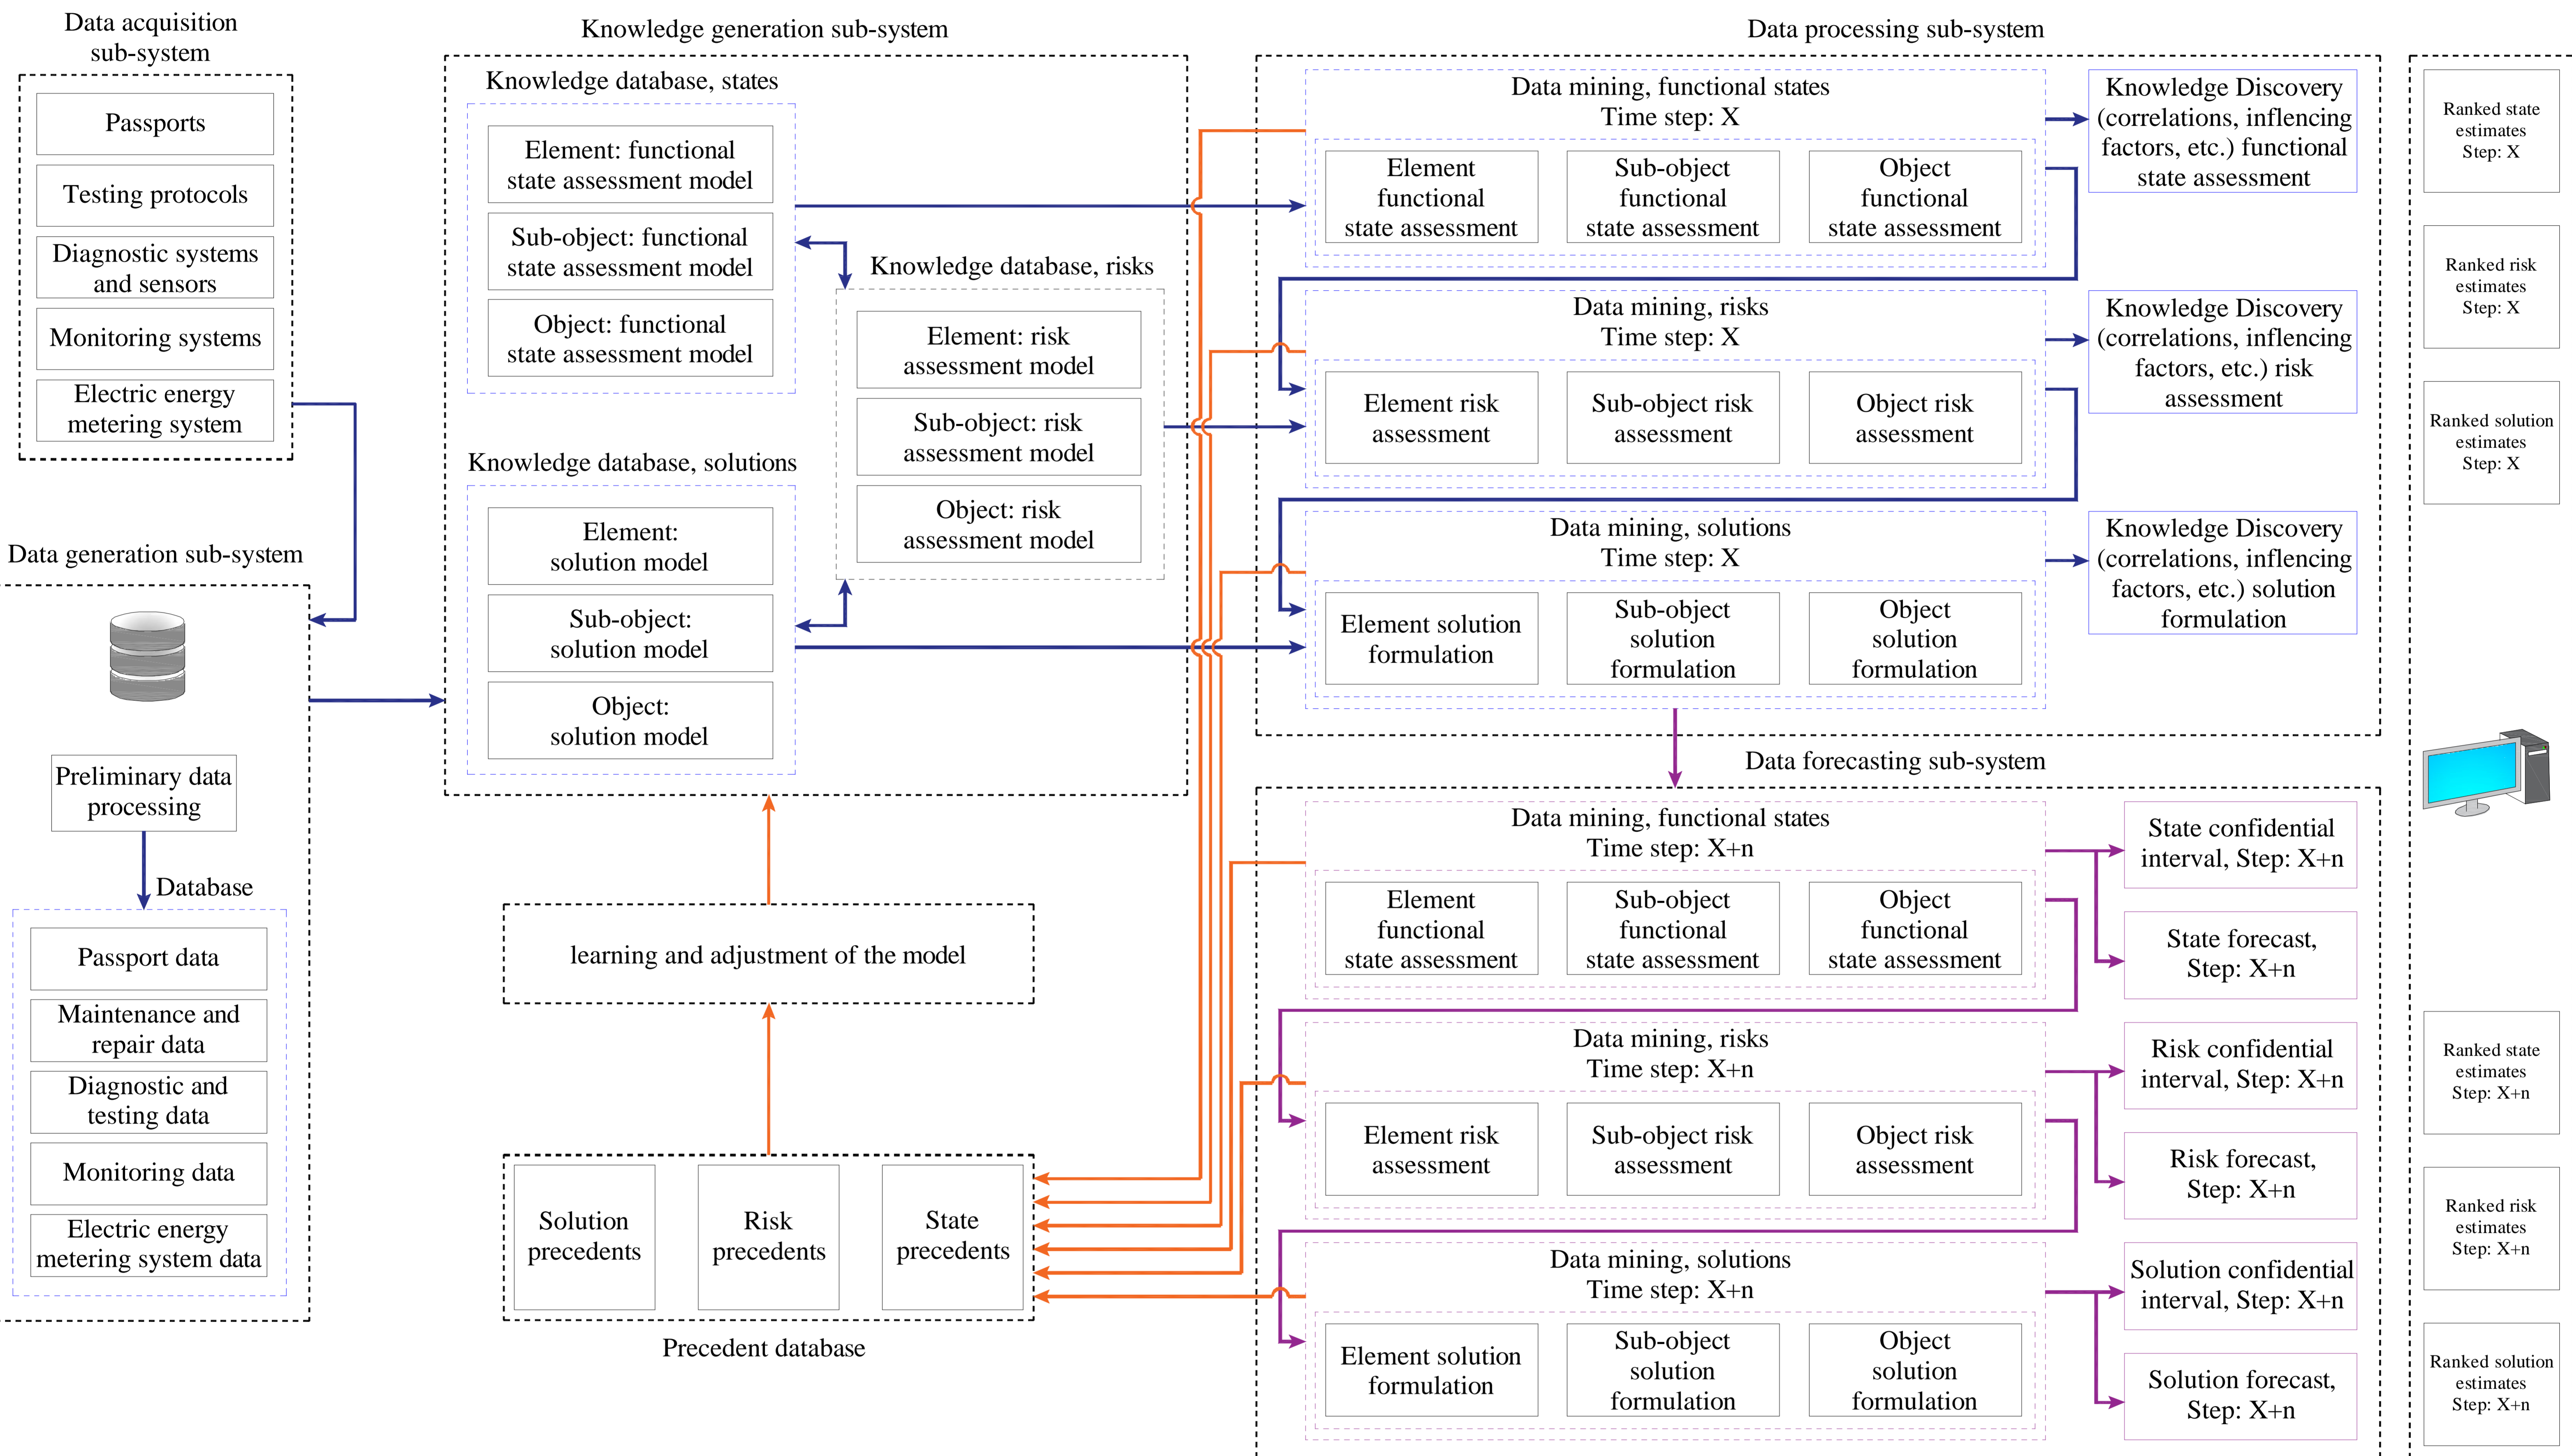 Data acquisition
sub-system
Passports
Testing protocols
Diagnostic systems
and sensors
Monitoring systems
Electric energy
metering system
Data generation sub-system
Preliminary data
processing
Database
Passport data
Maintenance and
repair data
Diagnostic and
testing data
Monitoring data
Electric energy
metering system data
Knowledge generation sub-system
Knowledge database, states
Element: functional
state assessment model
Sub-object: functional
state assessment model
Object: functional
state assessment model
Knowledge database, risks
Element: risk
assessment model
Sub-object: risk
assessment model
Object: risk
assessment model
Knowledge database, solutions
Element:
solution model
Sub-object:
solution model
Object:
solution model
learning and adjustment of the model
Solution
precedents
Risk
precedents
State
precedents
Precedent database
Data processing sub-system
Data mining, functional states
Time step: X
Element
functional
state assessment
Sub-object
functional
state assessment
Object
functional
state assessment
Knowledge Discovery
(correlations, inflencing
factors, etc.) functional
state assessment
Data mining, risks
Time step: X
Element risk
assessment
Sub-object risk
assessment
Object risk
assessment
Knowledge Discovery
(correlations, inflencing
factors, etc.) risk
assessment
Data mining, solutions
Time step: X
Element solution
formulation
Sub-object
solution
formulation
Object
solution
formulation
Knowledge Discovery
(correlations, inflencing
factors, etc.) solution
formulation
Data forecasting sub-system
Data mining, functional states
Time step: X+n
Element
functional
state assessment
Sub-object
functional
state assessment
Object
functional
state assessment
State confidential
interval, Step: X+n
State forecast,
Step: X+n
Data mining, risks
Time step: X+n
Element risk
assessment
Sub-object risk
assessment
Object risk
assessment
Risk confidential
interval, Step: X+n
Risk forecast,
Step: X+n
Data mining, solutions
Time step: X+n
Element solution
formulation
Sub-object
solution
formulation
Object
solution
formulation
Solution confidential
interval, Step: X+n
Solution forecast,
Step: X+n
Ranked state
estimates
Step: X
Ranked risk
estimates
Step: X
Ranked solution
estimates
Step: X
Ranked state
estimates
Step: X+n
Ranked risk
estimates
Step: X+n
Ranked solution
estimates
Step: X+n